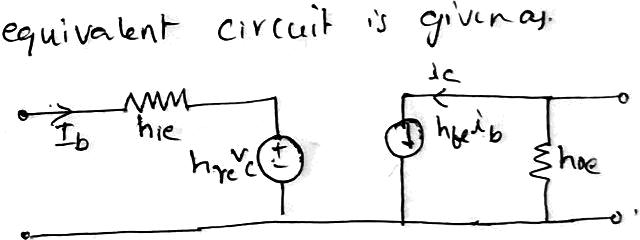 equivalent circuit is given as.
Ic
Ib
hie
hrevc
+
-
hfeib
hoe